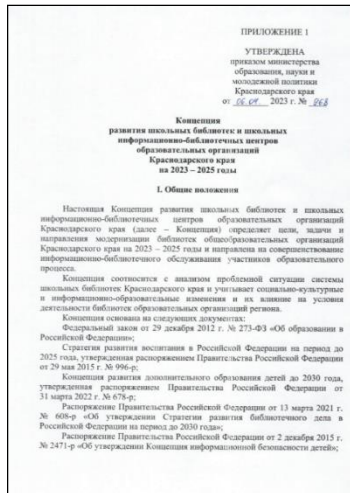 ПРИЛОЖЕНИЕ 1
УТВЕРЖДЕНА
приказом министерства
образования, науки и
молодежной политики
Краснодарского края
от 06.04. 2023 г. № 968
Концепция
развития школьных библиотек и школьных
информационно-библиотечных центров
образовательных организаций
Краснодарского края
на 2023 – 2025 годы
I. Общие положения
Настоящая Концепция развития школьных библиотек и школьных
информационно-библиотечных центров образовательных организаций
Краснодарского края (далее – Концепция) определяет цели, задачи и
направления модернизации библиотек общеобразовательных организаций
Краснодарского края на 2023 – 2025 годы и направлена на совершенствование
информационно-библиотечного обслуживания участников образовательного
процесса.
Концепция соотносится с анализом проблемной ситуации системы
школьных библиотек Краснодарского края и учитывает социально-культурные
и информационно-образовательные изменения и их влияние на условия
деятельности библиотек образовательных организаций региона.
Концепция основана на следующих документах:
Федеральный закон от 29 декабря 2012 г. № 273-ФЗ «Об образовании в
Российской Федерации»;
Стратегия развития воспитания в Российской Федерации на период до
2025 года, утвержденная распоряжением Правительства Российской Федерации
от 29 мая 2015 г. № 996-р;
Концепция развития дополнительного образования детей до 2030 года,
утвержденная распоряжением Правительства Российской Федерации от
31 марта 2022 г. № 678-р;
Распоряжение Правительства Российской Федерации от 13 марта 2021 г.
№ 608-р «Об утверждении Стратегии развития библиотечного дела в
Российской Федерации на период до 2030 года»;
Распоряжение Правительства Российской Федерации от 2 декабря 2015 г.
№ 2471-р «Об утверждении Концепции информационной безопасности детей»;